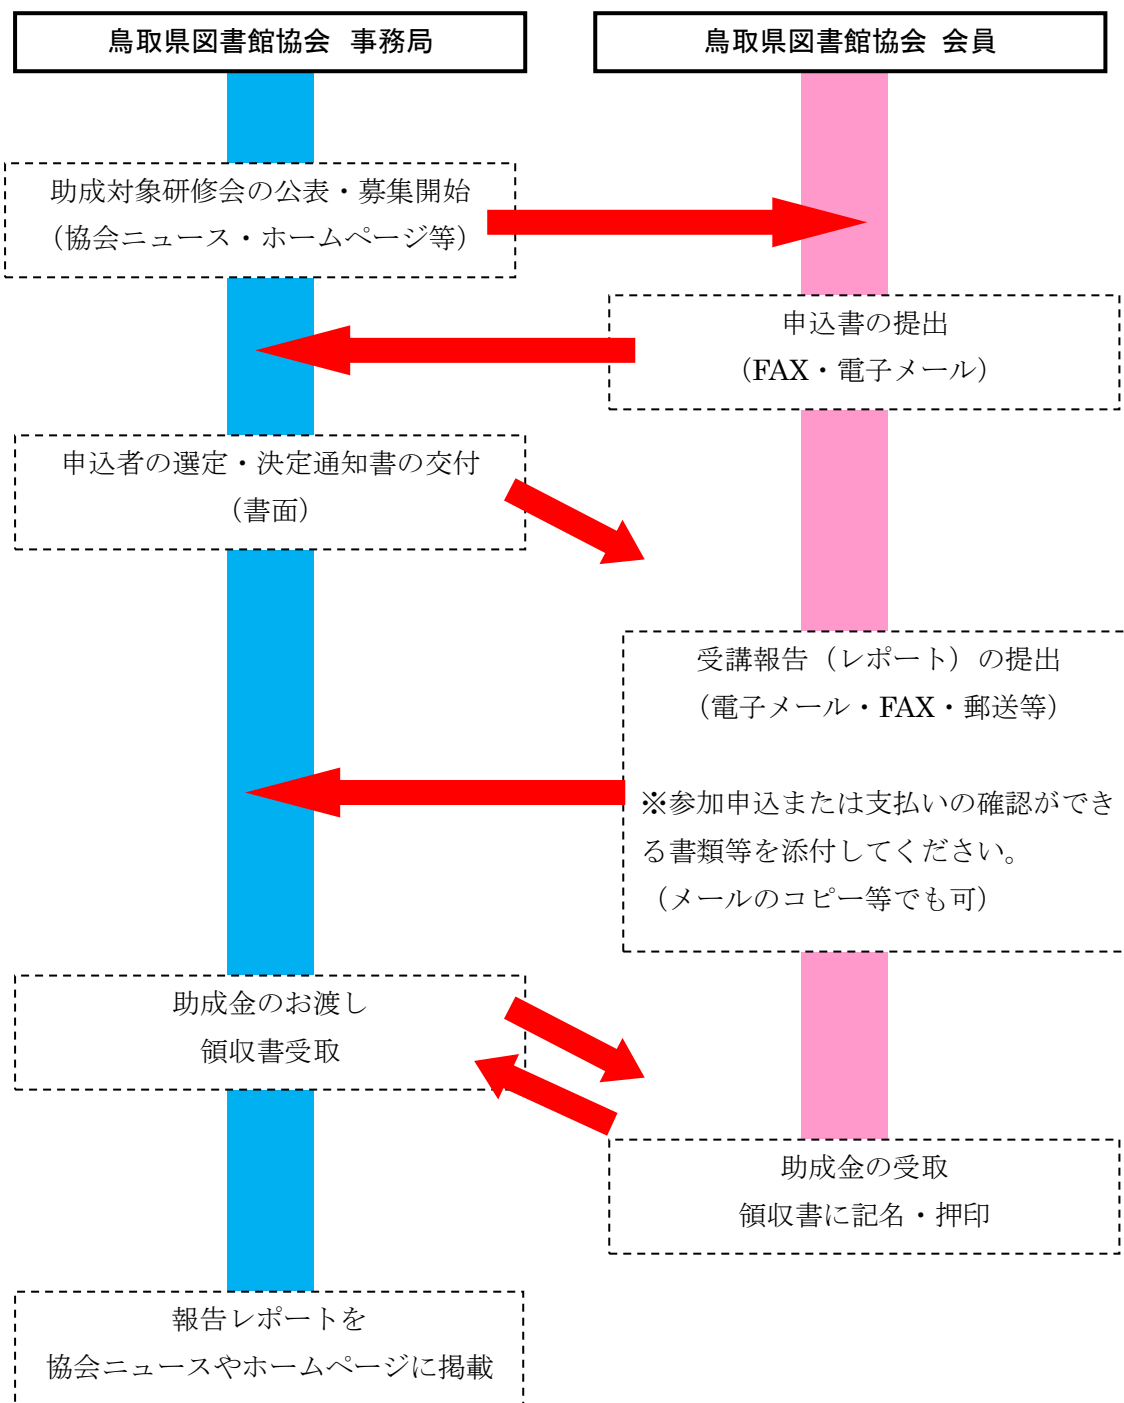 鳥取県図書館協会 事務局
鳥取県図書館協会 会員
助成対象研修会の公表・募集開始
（協会ニュース・ホームページ等）
申込書の提出
（FAX・電子メール）
申込者の選定・決定通知書の交付
（書面）
受講報告（レポート）の提出
（電子メール・FAX・郵送等）
※参加申込または支払いの確認ができ
る書類等を添付してください。
（メールのコピー等でも可）
助成金のお渡し
領収書受取
助成金の受取
領収書に記名・押印
報告レポートを
協会ニュースやホームページに掲載